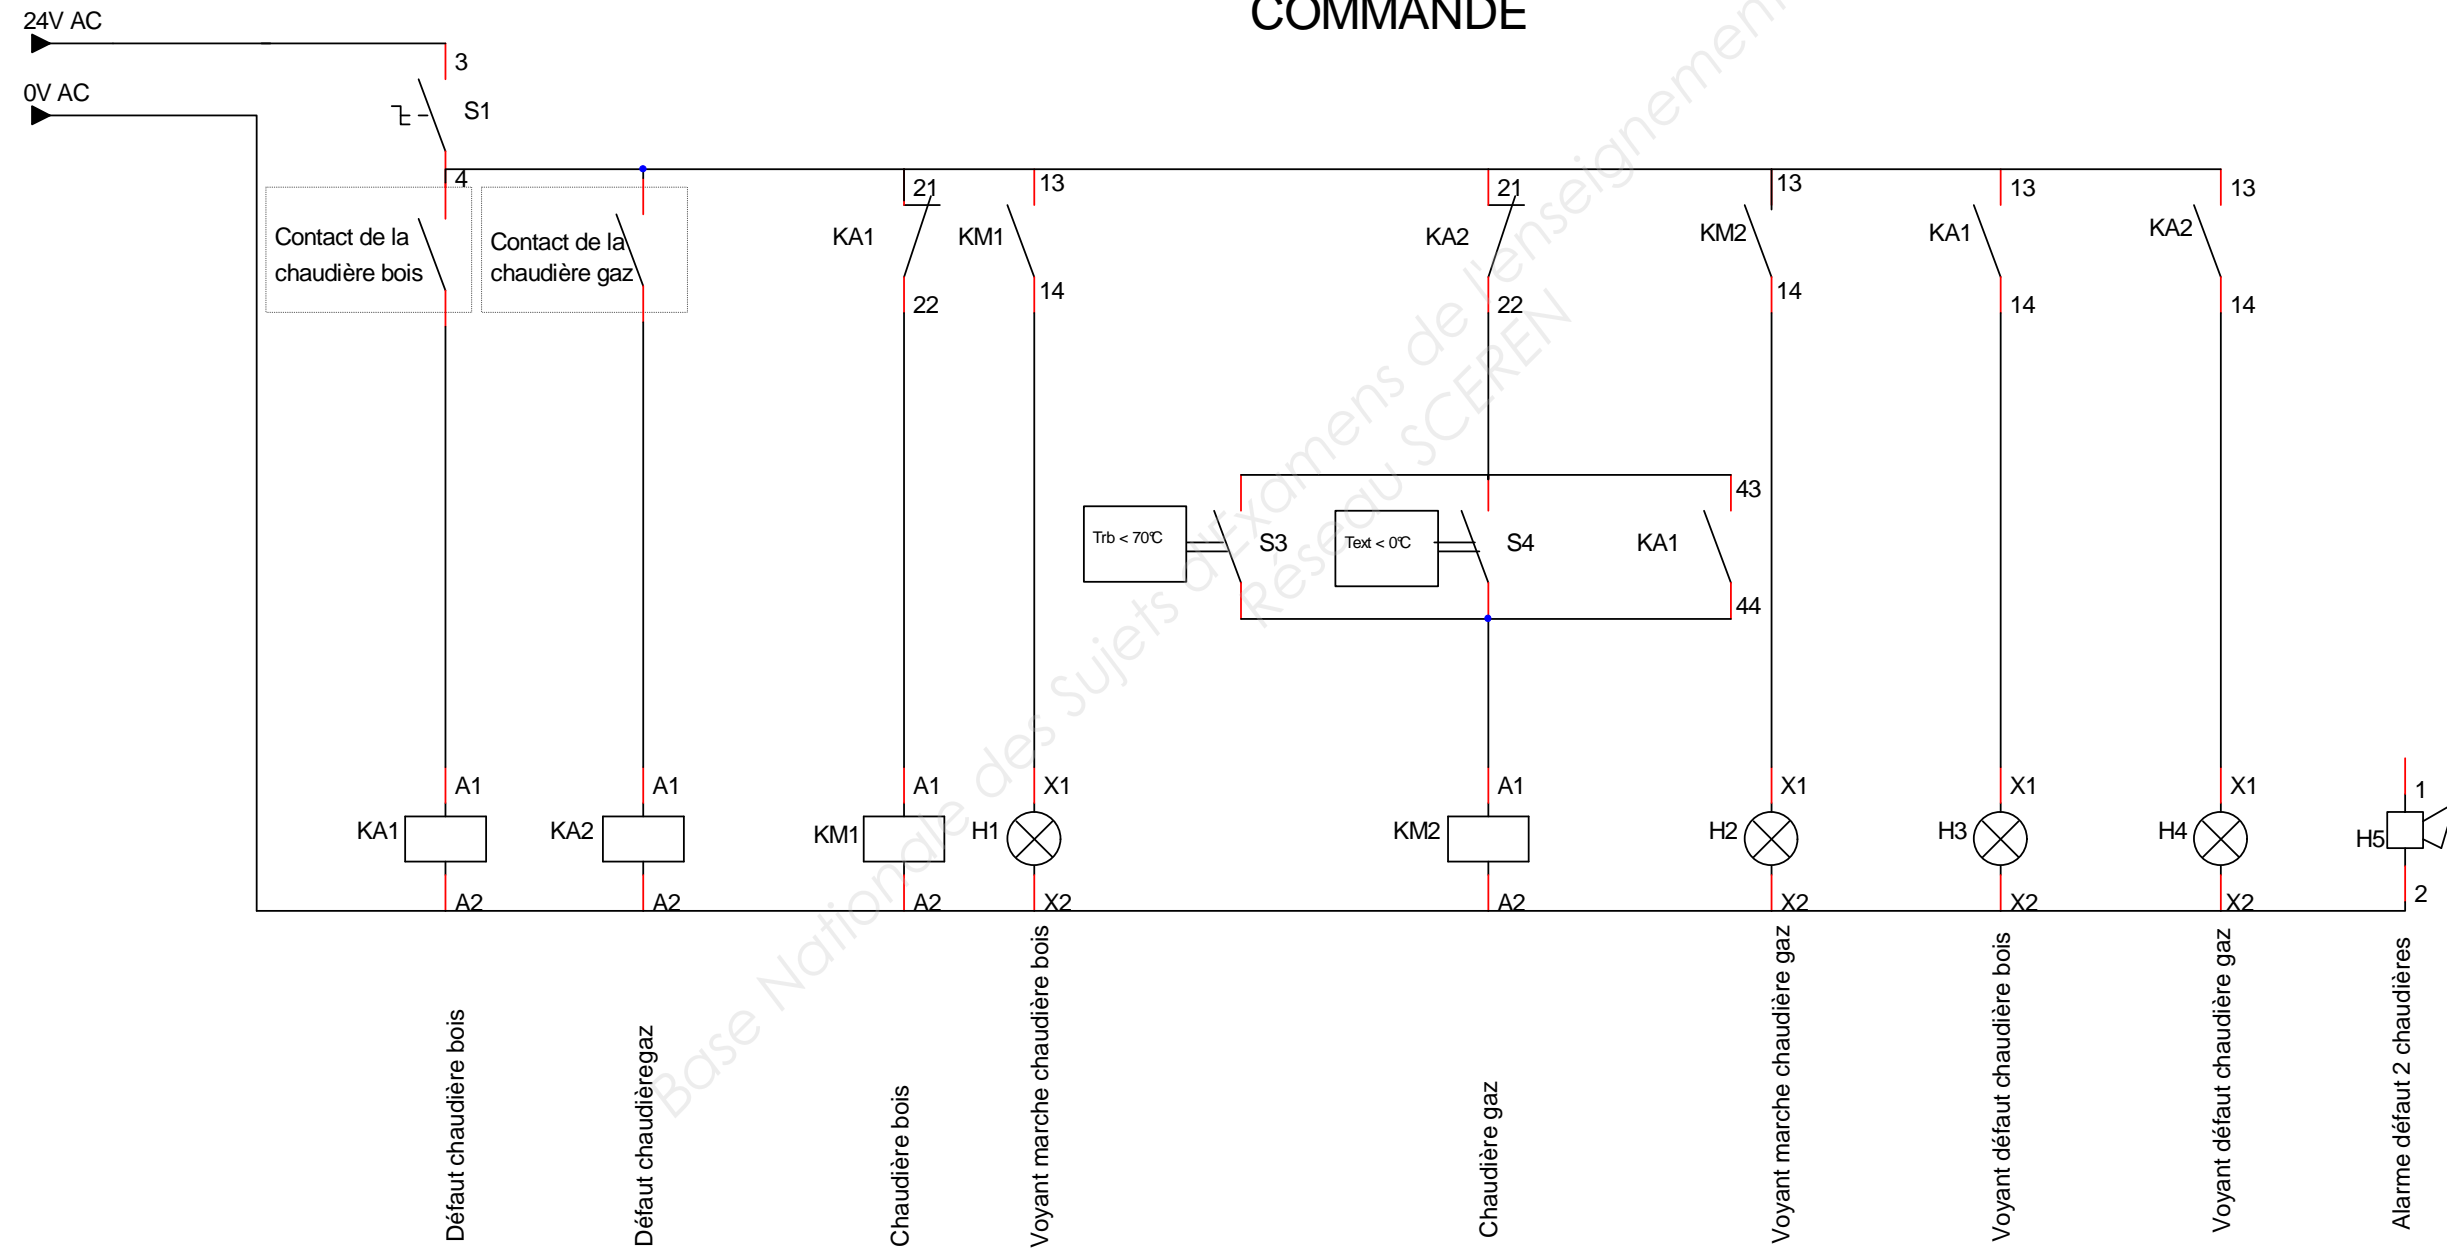 COMMANDE
24V AC
0V AC
3
S1
4
Contact de la
chaudière bois
Contact de la
chaudière gaz
21
KA1
22
13
KM1
14
21
KA2
22
13
KM2
14
13
KA1
14
13
KA2
14
Trb < 70°C
S3
Text < 0°C
S4
43
KA1
44
A1
KA1
A2
A1
KA2
A2
A1
KM1
A2
X1
H1
X2
A1
KM2
A2
X1
H2
X2
X1
H3
X2
X1
H4
X2
1
H5
2
Défaut chaudière bois
Défaut chaudièregaz
Chaudière bois
Voyant marche chaudière bois
Chaudière gaz
Voyant marche chaudière gaz
Voyant défaut chaudière bois
Voyant défaut chaudière gaz
Alarme défaut 2 chaudières
Base Nationale des Sujets d'Examens de l'enseignement
Réseau SCEREN